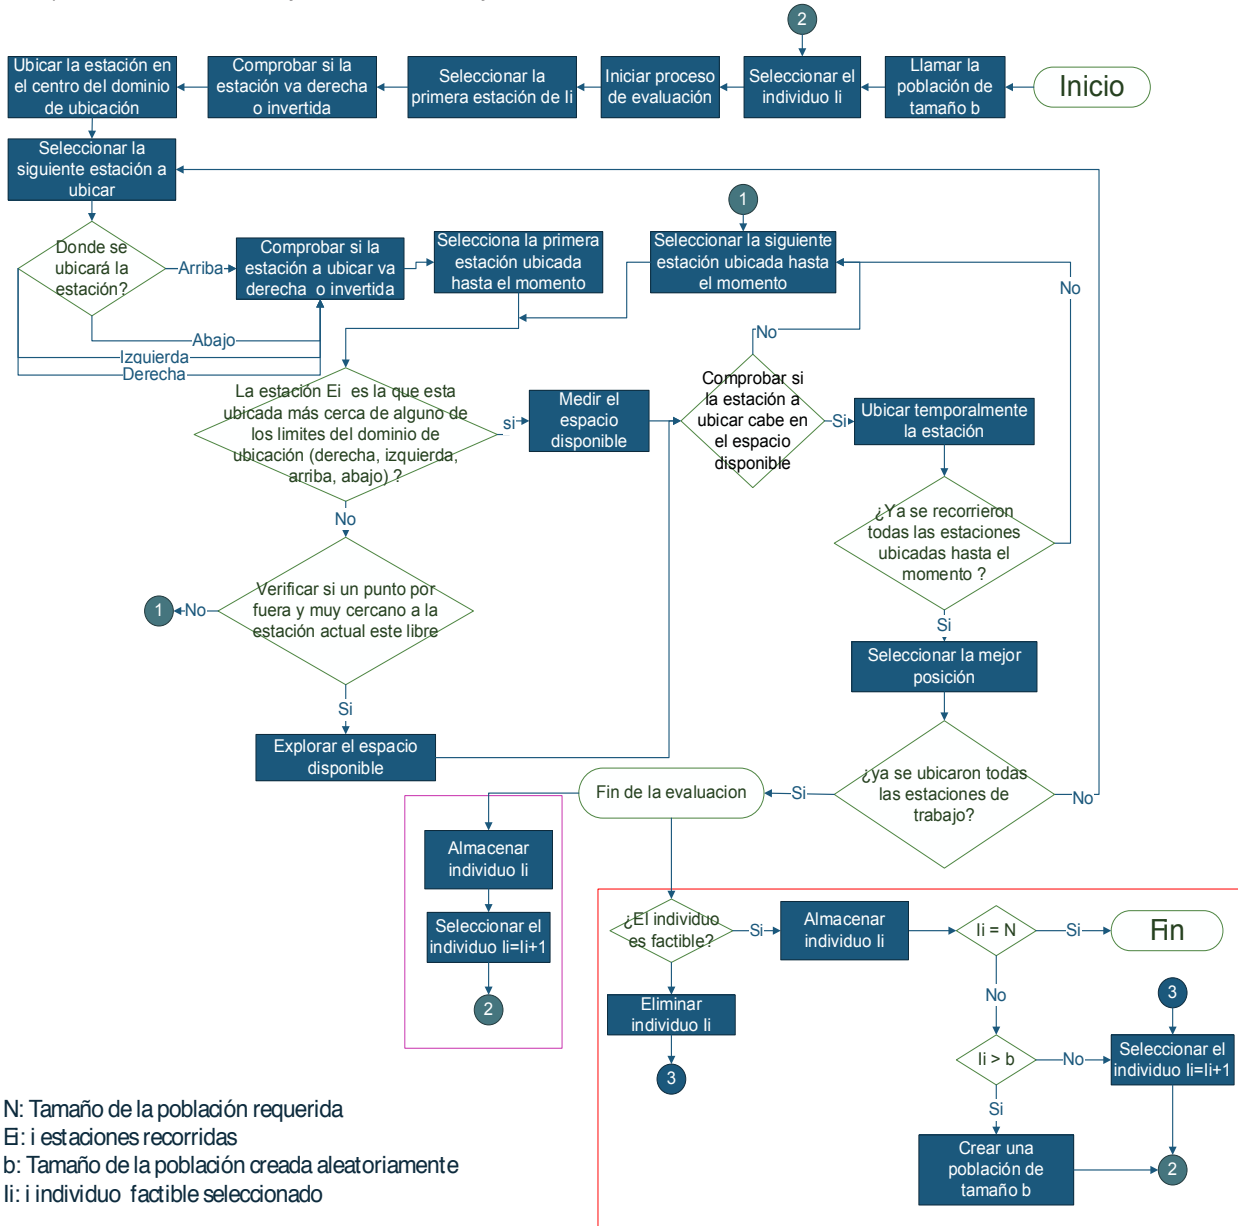 2
Inicio
Llamar la
población de
tamaño b
Seleccionar el
individuo Ii
Iniciar proceso
de evaluación
Seleccionar la
primera estación de Ii
Comprobar si la
estación va derecha
o invertida
Ubicar la estación en
el centro del dominio
de ubicación
Seleccionar la
siguiente estación a
ubicar
Donde se
ubicará la
estación?
Arriba
Abajo
Izquierda
Derecha
Comprobar si la
estación a ubicar va
derecha o invertida
Selecciona la primera
estación ubicada
hasta el momento
1
Seleccionar la siguiente
estación ubicada hasta
el momento
No
No
La estación Ei es la que esta
ubicada más cerca de alguno de
los limites del dominio de
ubicación (derecha, izquierda,
arriba, abajo) ?
si
Medir el
espacio
disponible
Comprobar si
la estación a
ubicar cabe en
el espacio
disponible
Si
Ubicar temporalmente
la estación
¿Ya se recorrieron
todas las estaciones
ubicadas hasta el
momento ?
No
Verificar si un punto por
fuera y muy cercano a la
estación actual este libre
No
1
Si
Explorar el espacio
disponible
Si
Seleccionar la mejor
posición
¿ya se ubicaron todas
las estaciones de
trabajo?
No
Si
Fin de la evaluacion
Almacenar
individuo Ii
Seleccionar el
individuo Ii=Ii+1
2
¿El individuo
es factible?
Si
Almacenar
individuo Ii
Ii = N
Si
Fin
Eliminar
individuo Ii
3
No
Ii > b
No
3
Seleccionar el
individuo Ii=Ii+1
Si
Crear una
población de
tamaño b
2
N: Tamaño de la población requerida
Ei: i estaciones recorridas
b: Tamaño de la población creada aleatoriamente
Ii: i individuo factible seleccionado